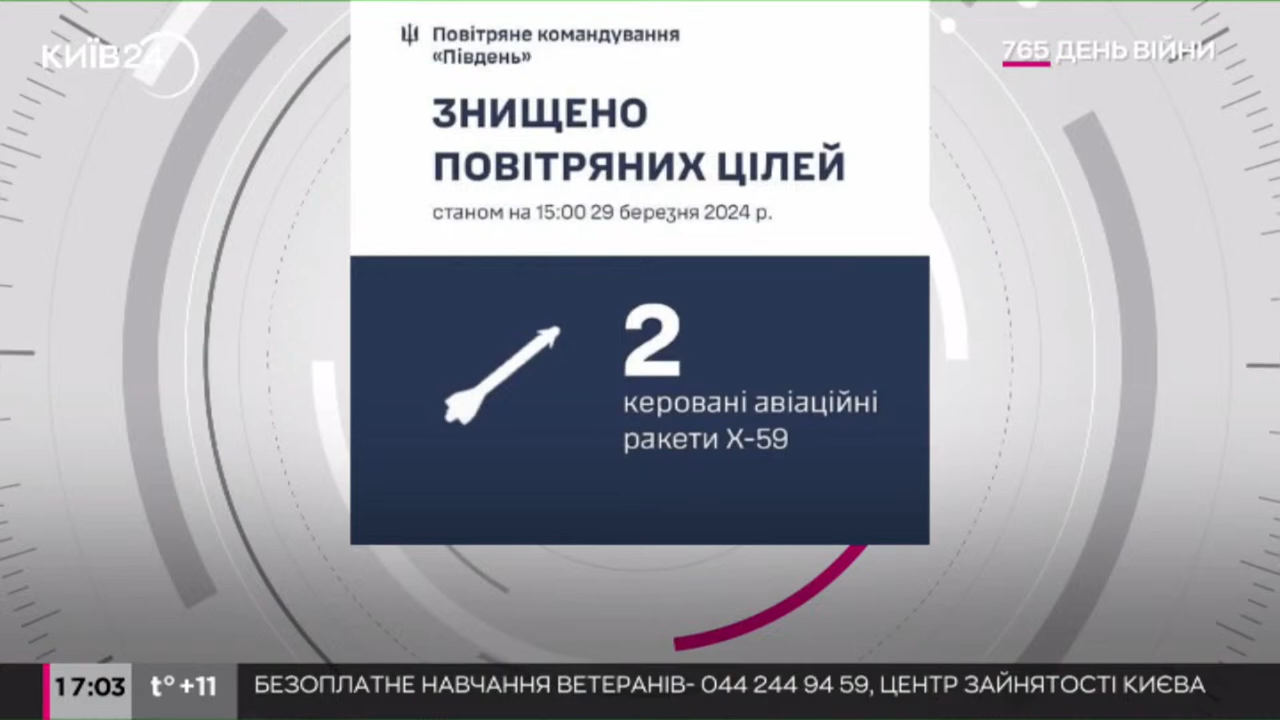 КИЇВ24
765 ДЕНЬ ВІЙНИ
Повітряне командування
«Південь»
ЗНИЩЕНО
ПОВІТРЯНИХ ЦІЛЕЙ
станом на 15:00 29 березня 2024 р.
2
керовані авіаційні
ракети Х-59
17:03 t° +11 БЕЗОПЛАТНЕ НАВЧАННЯ ВЕТЕРАНІВ- 044 244 94 59, ЦЕНТР ЗАЙНЯТОСТІ КИЄВА